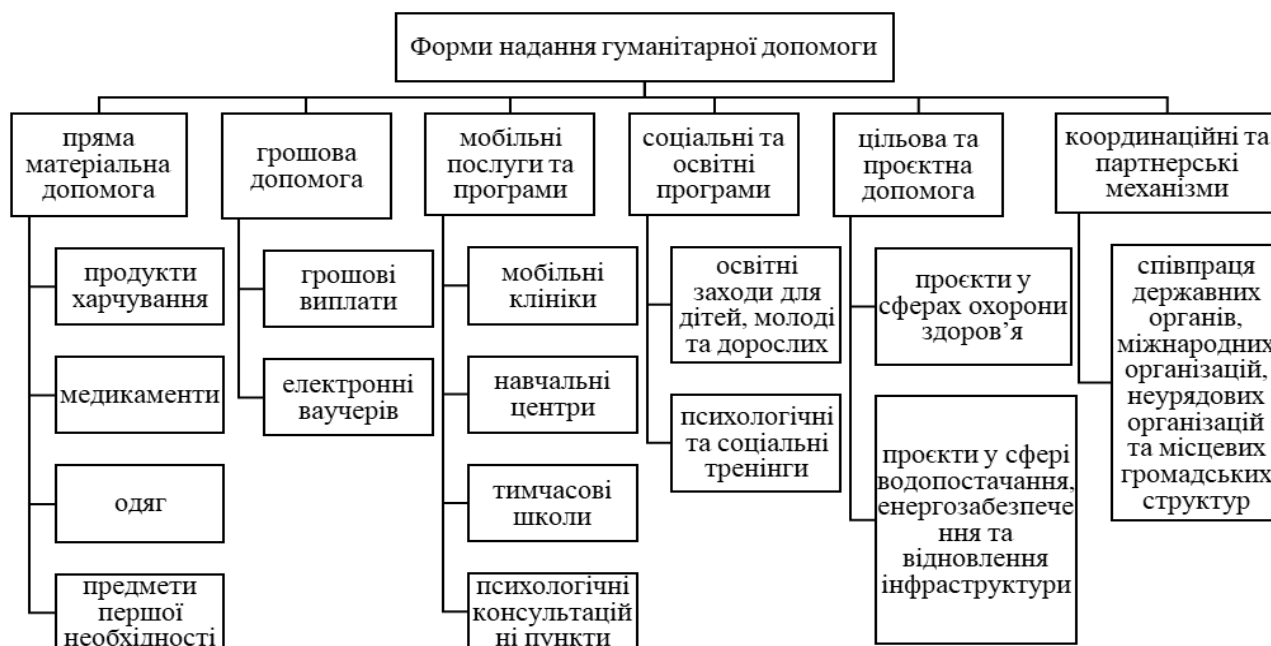 Форми надання гуманітарної допомоги
пряма
матеріальна
допомога
продукти
харчування
медикаменти
одяг
предмети
першої
необхідності
грошова
допомога
грошові
виплати
електронні
ваучерів
мобільні
послуги та
програми
мобільні
клініки
навчальні
центри
тимчасові
школи
психологічні
консультацій
ні пункти
соціальні та
освітні
програми
освітні
заходи для
дітей, молоді
та дорослих
психологічні
та соціальні
тренінги
цільова та
проєктна
допомога
проєкти у
сферах охорони
здоров’я
проєкти у сфері
водопостачання,
енергозабезпече
ння та
відновлення
інфраструктури
координаційні та
партнерські
механізми
співпраця
державних
органів,
міжнародних
організацій,
неурядових
організацій
та місцевих
громадських
структур